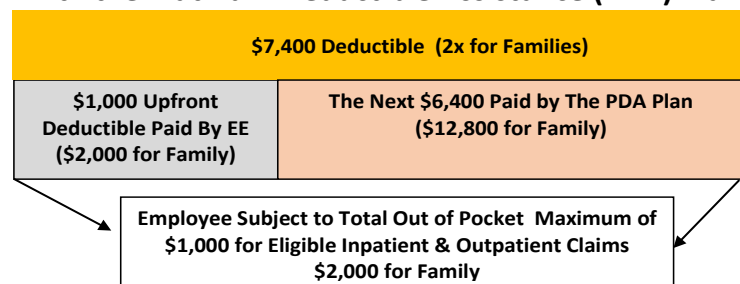 $7,400 Deductible (2x for Families)
$1,000 Upfront
Deductible Paid By EE
($2,000 for Family)
The Next $6,400 Paid by The PDA Plan
($12,800 for Family)
Employee Subject to Total Out of Pocket Maximum of
$1,000 for Eligible Inpatient & Outpatient Claims
$2,000 for Family